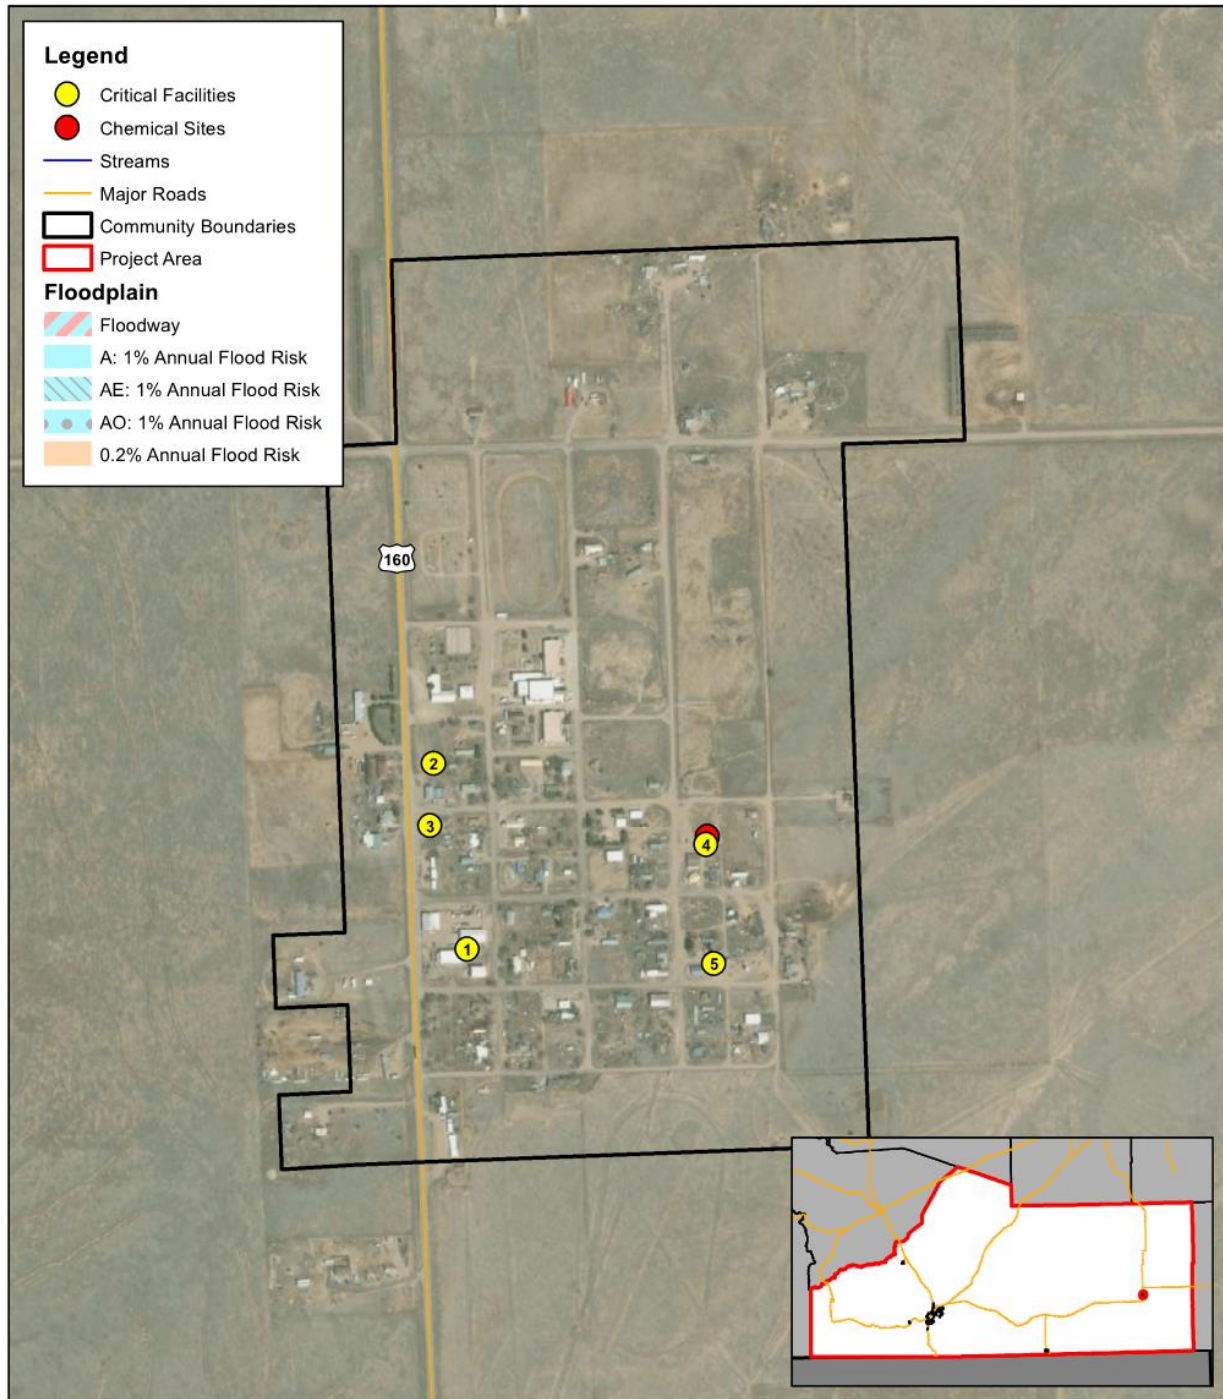 Legend
Critical Facilities
Chemical Sites
Streams
Major Roads
Community Boundaries
Project Area
Floodplain
Floodway
A: 1% Annual Flood Risk
AE: 1% Annual Flood Risk
AO: 1% Annual Flood Risk
0.2% Annual Flood Risk
160
2
3
4
1
5